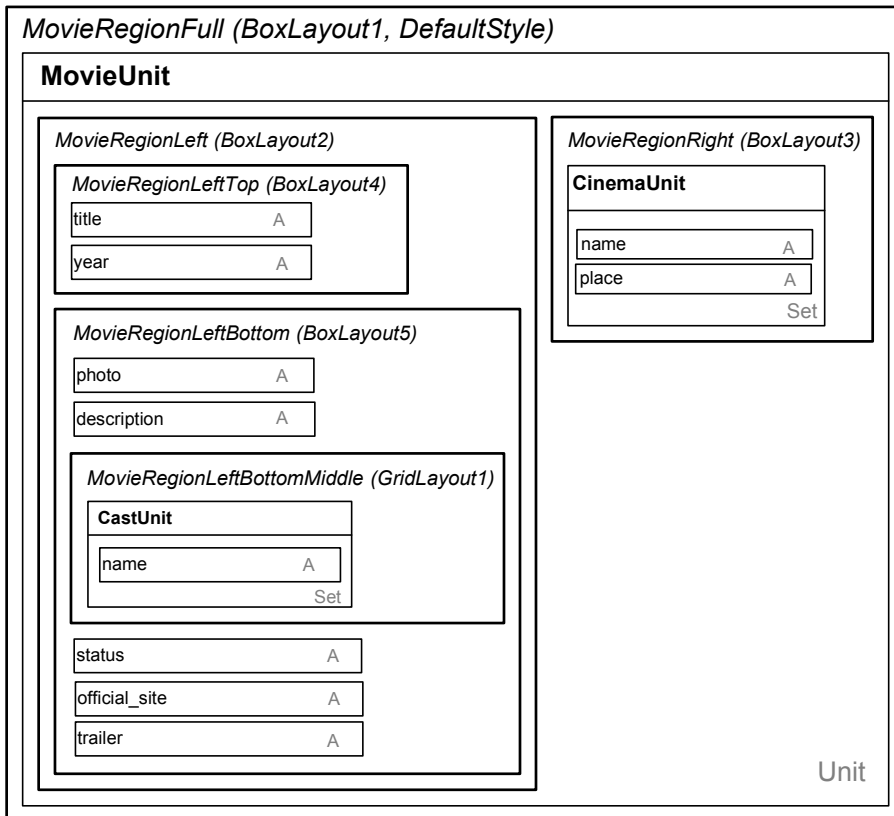 MovieRegionFull (BoxLayout1, DefaultStyle)
MovieUnit
MovieRegionLeft (BoxLayout2)
MovieRegionLeftTop (BoxLayout4)
title A
year A
MovieRegionLeftBottom (BoxLayout5)
photo A
description A
MovieRegionLeftBottomMiddle (GridLayout1)
CastUnit
name A
Set
status A
official_site A
trailer A
MovieRegionRight (BoxLayout3)
CinemaUnit
name A
place A
Set
Unit